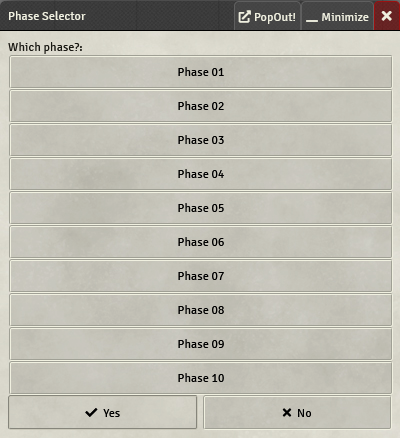 Phase Selector PopOut! Minimize
Which phase?:
Phase 01
Phase 02
Phase 03
Phase 04
Phase 05
Phase 06
Phase 07
Phase 08
Phase 09
Phase 10
Yes No